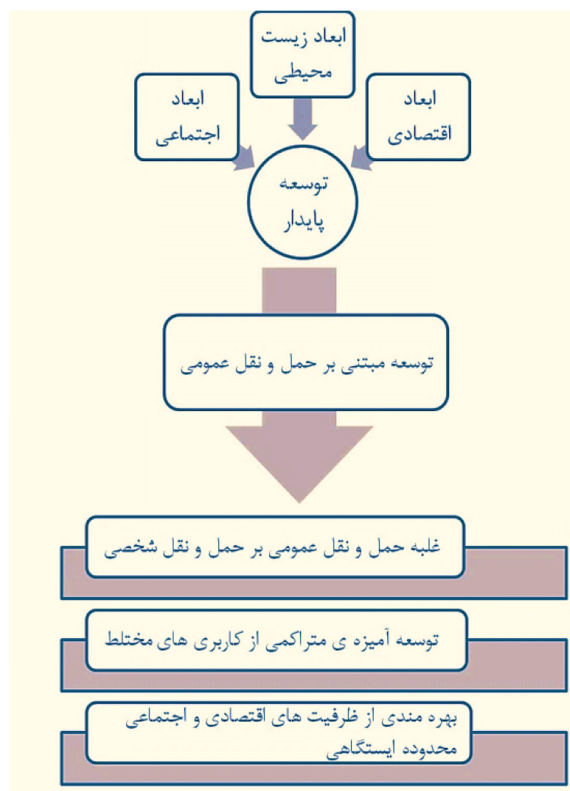 ابعاد زیست
محیطی
ابعاد
اقتصادی
ابعاد
اجتماعی
توسعه
پایدار
توسعه مبتنی بر حمل و نقل عمومی
غلبه حمل و نقل عمومی بر حمل و نقل شخصی
توسعه آمیزه ی متراکمی از کاربری های مختلط
بهره مندی از ظرفیت های اقتصادی و اجتماعی
محدوده ایستگاهی